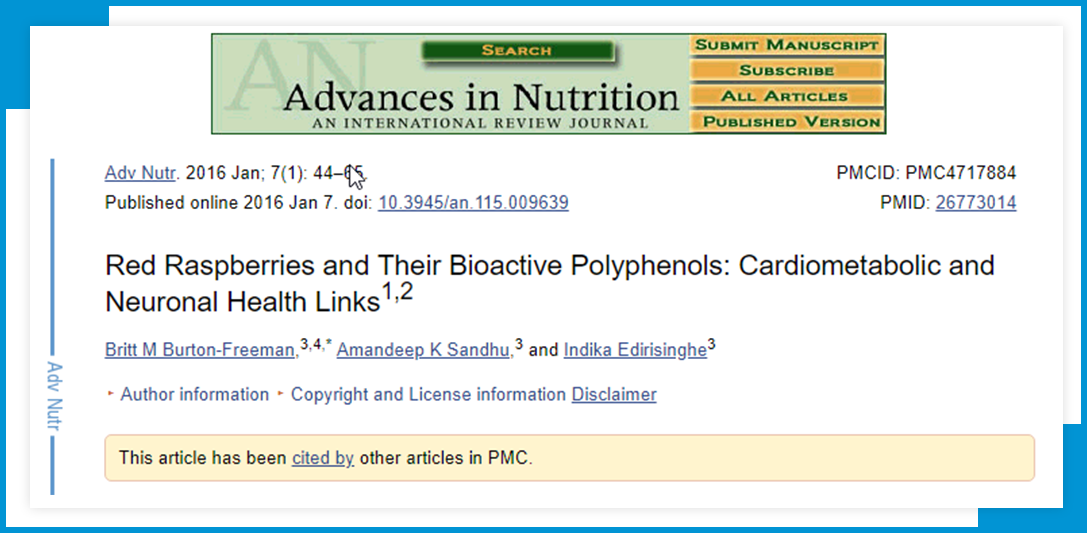 AN
SEARCH
Advances in Nutrition
AN INTERNATIONAL REVIEW JOURNAL
SUBMIT MANUSCRIPT
SUBSCRIBE
ALL ARTICLES
PUBLISHED VERSION
Adv Nutr. 2016 Jan; 7(1): 44–65.
PMCID: PMC4717884
Published online 2016 Jan 7. doi: 10.3945/an.115.009639
PMID: 26773014
Red Raspberries and Their Bioactive Polyphenols: Cardiometabolic and
Neuronal Health Links1,2
Britt M Burton-Freeman,3,4,* Amandeep K Sandhu,3 and Indika Edirisinghe3
Author information Copyright and License information Disclaimer
This article has been cited by other articles in PMC.
Adv Nutr